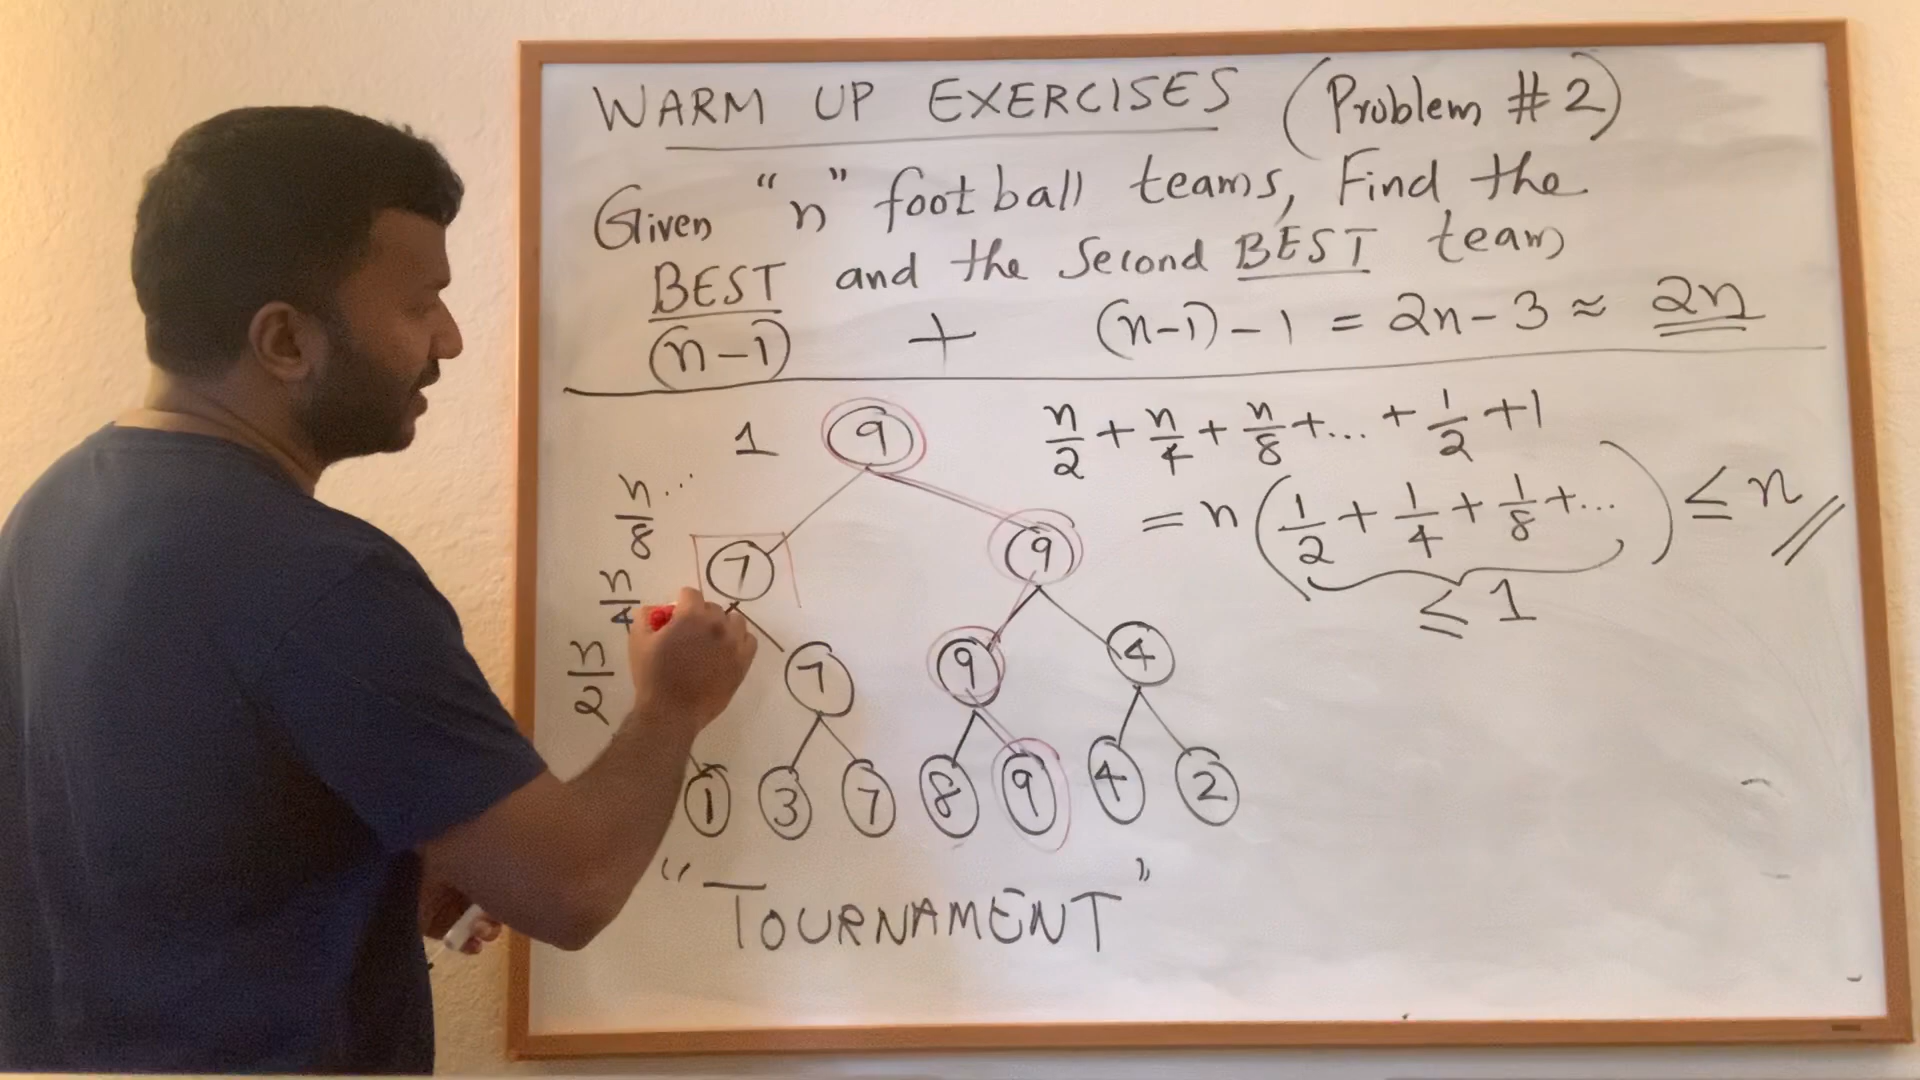 WARM UP EXERCISES (Problem #2)
Given "n" football teams, Find the
BEST and the Second BEST team
(n-1) + (n-1)-1 = 2n-3 ≈ 2n
1 9
n/2 + n/4 + n/8 + ... + 1/2 + 1
= n(1/2 + 1/4 + 1/8 + ...) ≤ n
≤ 1
n/8 ...
7 9
n/4
n/2
7 9 4
1 3 7 8 9 4 2
"TOURNAMENT"